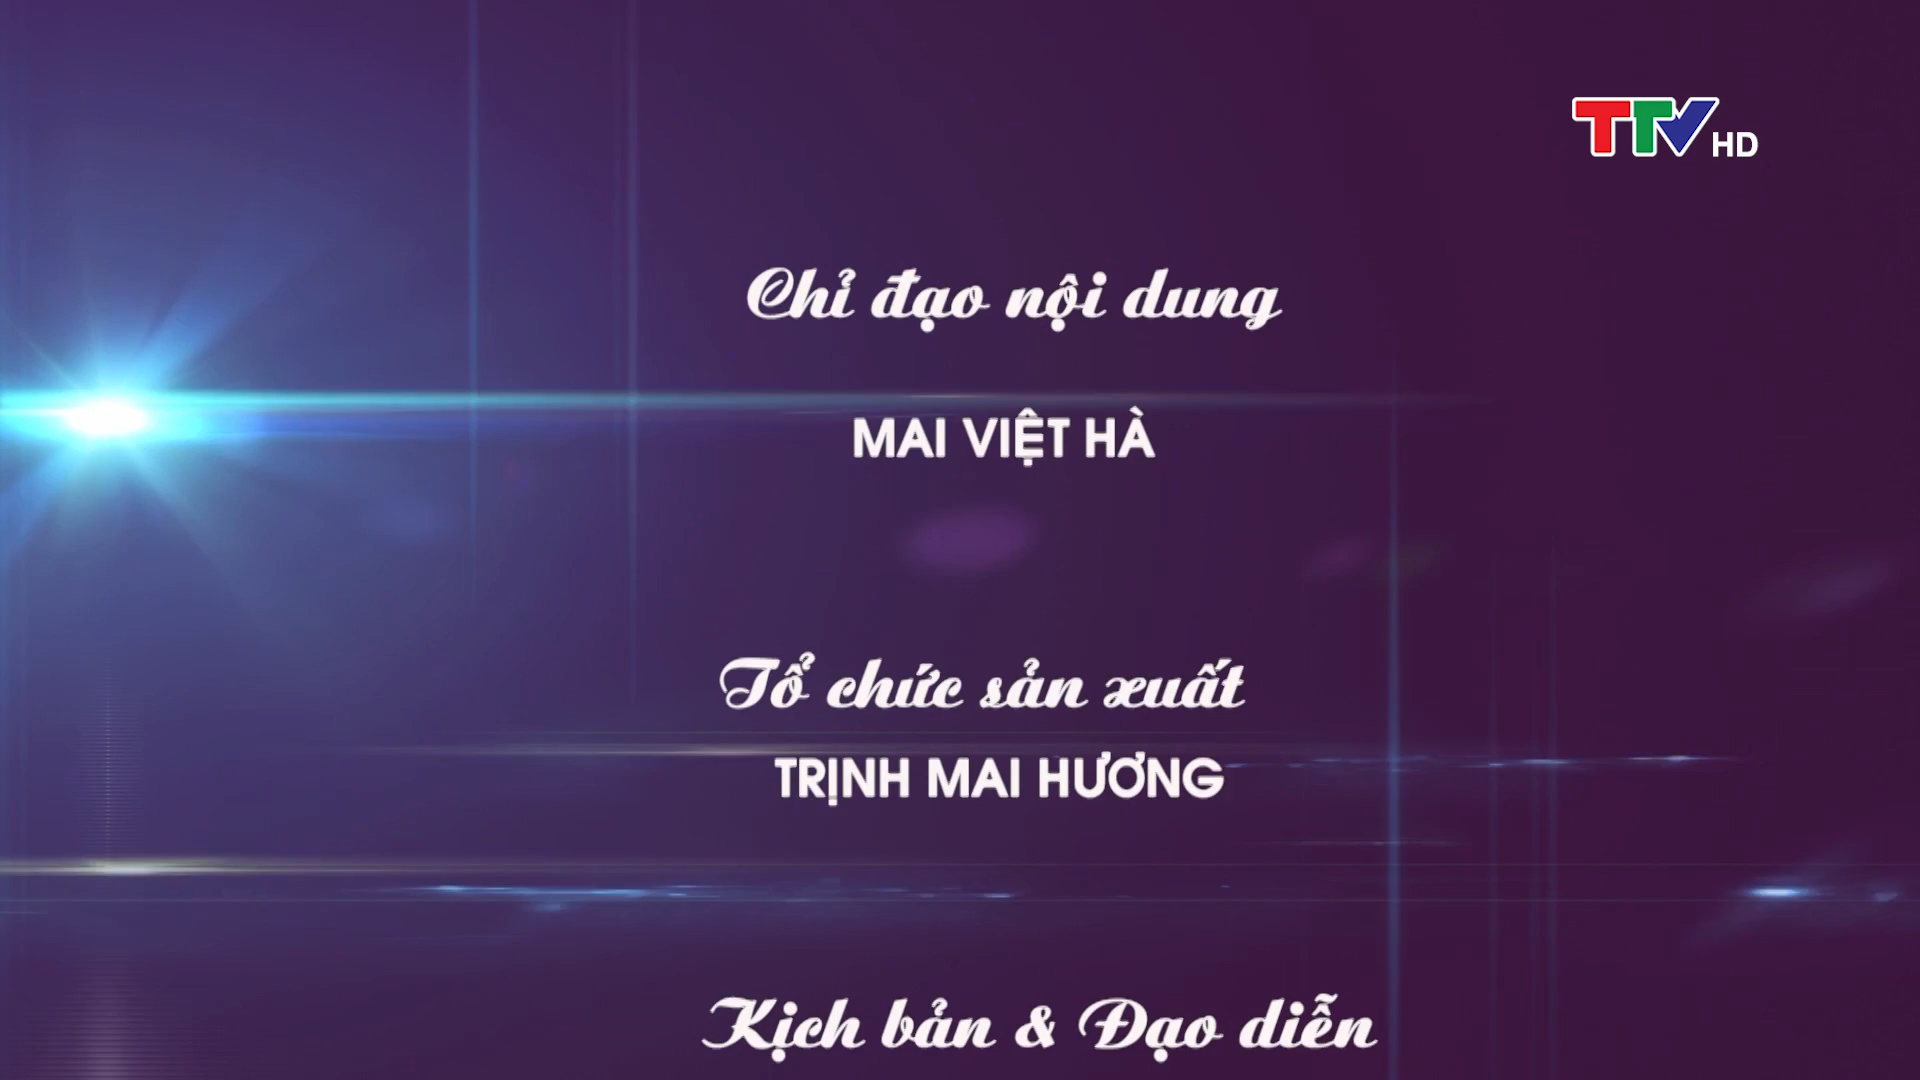 TTV HD
Chỉ đạo nội dung
MAI VIỆT HÀ
Tổ chức sản xuất
TRỊNH MAI HƯƠNG
Kịch bản & Đạo diễn